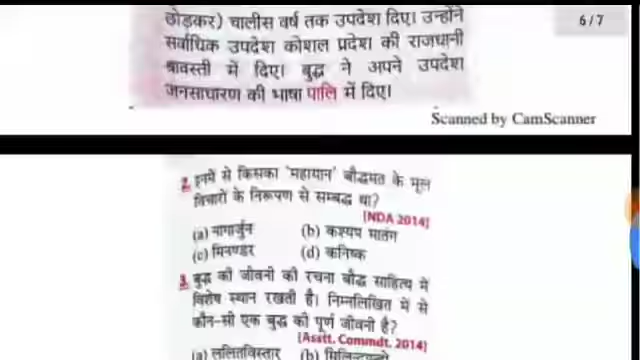 छोड़कर) चालीस वर्ष तक उपदेश दिए। उन्होंने
6/7
सर्वाधिक उपदेश कोशल प्रदेश की राजधानी
श्रावस्ती में दिए। बुद्ध ने अपने उपदेश
जनसाधारण की भाषा पालि में दिए।
Scanned by CamScanner
2. इनमें से किसका 'महायान' बौद्धमत के मूल
विचारों के निरूपण से सम्बद्ध था?
[NDA 2014]
(a) नागार्जुन (b) कश्यप मातंग
(c) मिनाण्डर (d) कनिष्क
3. बुद्ध की जीवनी की रचना बौद्ध साहित्य में
विशेष स्थान रखती है। निम्नलिखित में से
कौन-सी एक बुद्ध की पूर्ण जीवनी है?
[Asstt. Commdt. 2014]
(a) ललितविस्तार (b)